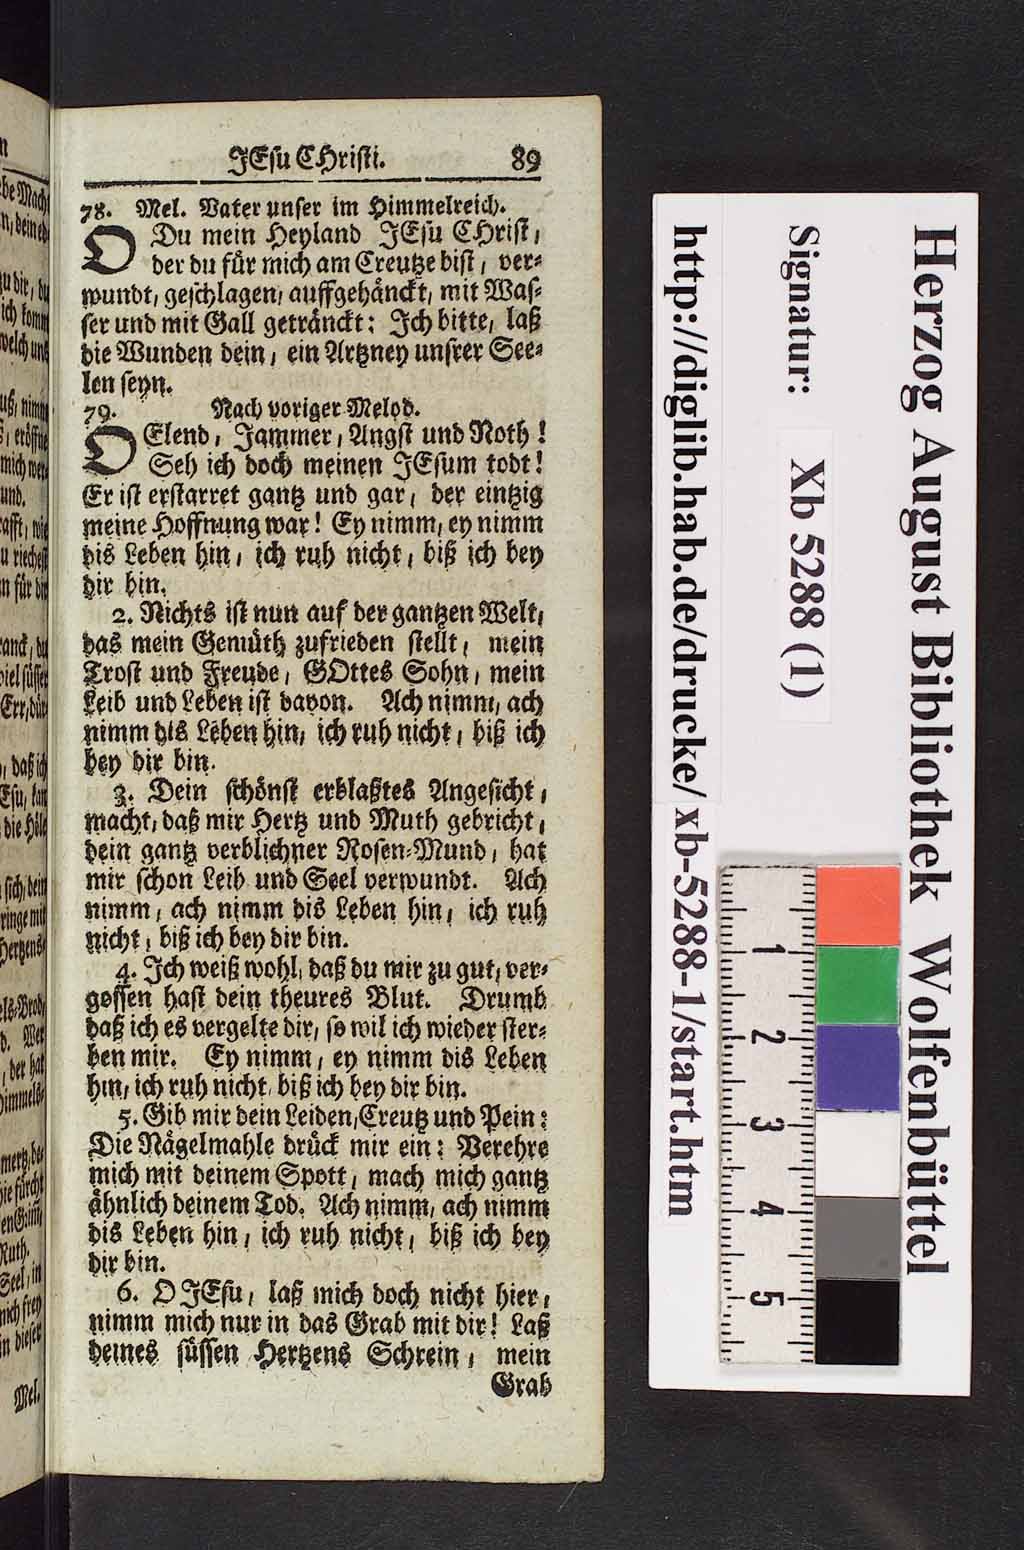 JEsu CHristi. 89
78. Mel. Vater unser im Himmelreich.
O Du mein Heyland JEsu CHrist,
der du für mich am Creutze bist, ver-
wundt, geschlagen, auffgehänckt, mit Was-
ser und mit Gall geträncket: Ich bitte, laß
die Wunden dein, ein Artzney unsrer See-
len seyn.
79. Nach voriger Melod.
O Elend, Jammer, Angst und Noth!
Seh ich doch meinen JEsum todt!
Er ist erstarret gantz und gar, der eintzig
meine Hoffnung war! Ey nimm, ey nimm
dis Leben hin, ich ruh nicht, biß ich bey
dir bin.
2. Nichts ist nun auf der gantzen Welt,
das mein Gemüth zufrieden stellt, mein
Trost und Freude, GOttes Sohn, mein
Leib und Leben ist davon. Ach nimm, ach
nimm dis Leben hin, ich ruh nicht, biß ich
bey dir bin.
3. Dein schönst erblaßtes Angesicht,
macht, daß mir Hertz und Muth gebricht,
dein gantz verblichner Rosen-Mund, hat
mir schon Leib und Seel verwundt. Ach
nimm, ach nimm dis Leben hin, ich ruh
nicht, biß ich bey dir bin.
4. Ich weiß wohl, daß du mir zu gut, ver-
gossen hast dein theures Blut. Drumb
daß ich es vergelte dir, so wil ich wieder ster-
ben mir. Ey nimm, ey nimm dis Leben
hin, ich ruh nicht, biß ich bey dir bin.
5. Gib mir dein Leiden, Creutz und Pein:
Die Nägelmahle drück mir ein: Verehre
mich mit deinem Spott, mach mich gantz
ähnlich deinem Tod. Ach nimm, ach nimm
dis Leben hin, ich ruh nicht, biß ich bey
dir bin.
6. O JEsu, laß mich doch nicht hier,
nimm mich nur in das Grab mit dir! Laß
deines süssen Hertzens Schrein, mein
Grab
Mel.
Herzog August Bibliothek Wolfenbüttel
Signatur: Xb 5288 (1)
http://diglib.hab.de/drucke/ xb-5288-1/start.htm
1
2
3
4
5